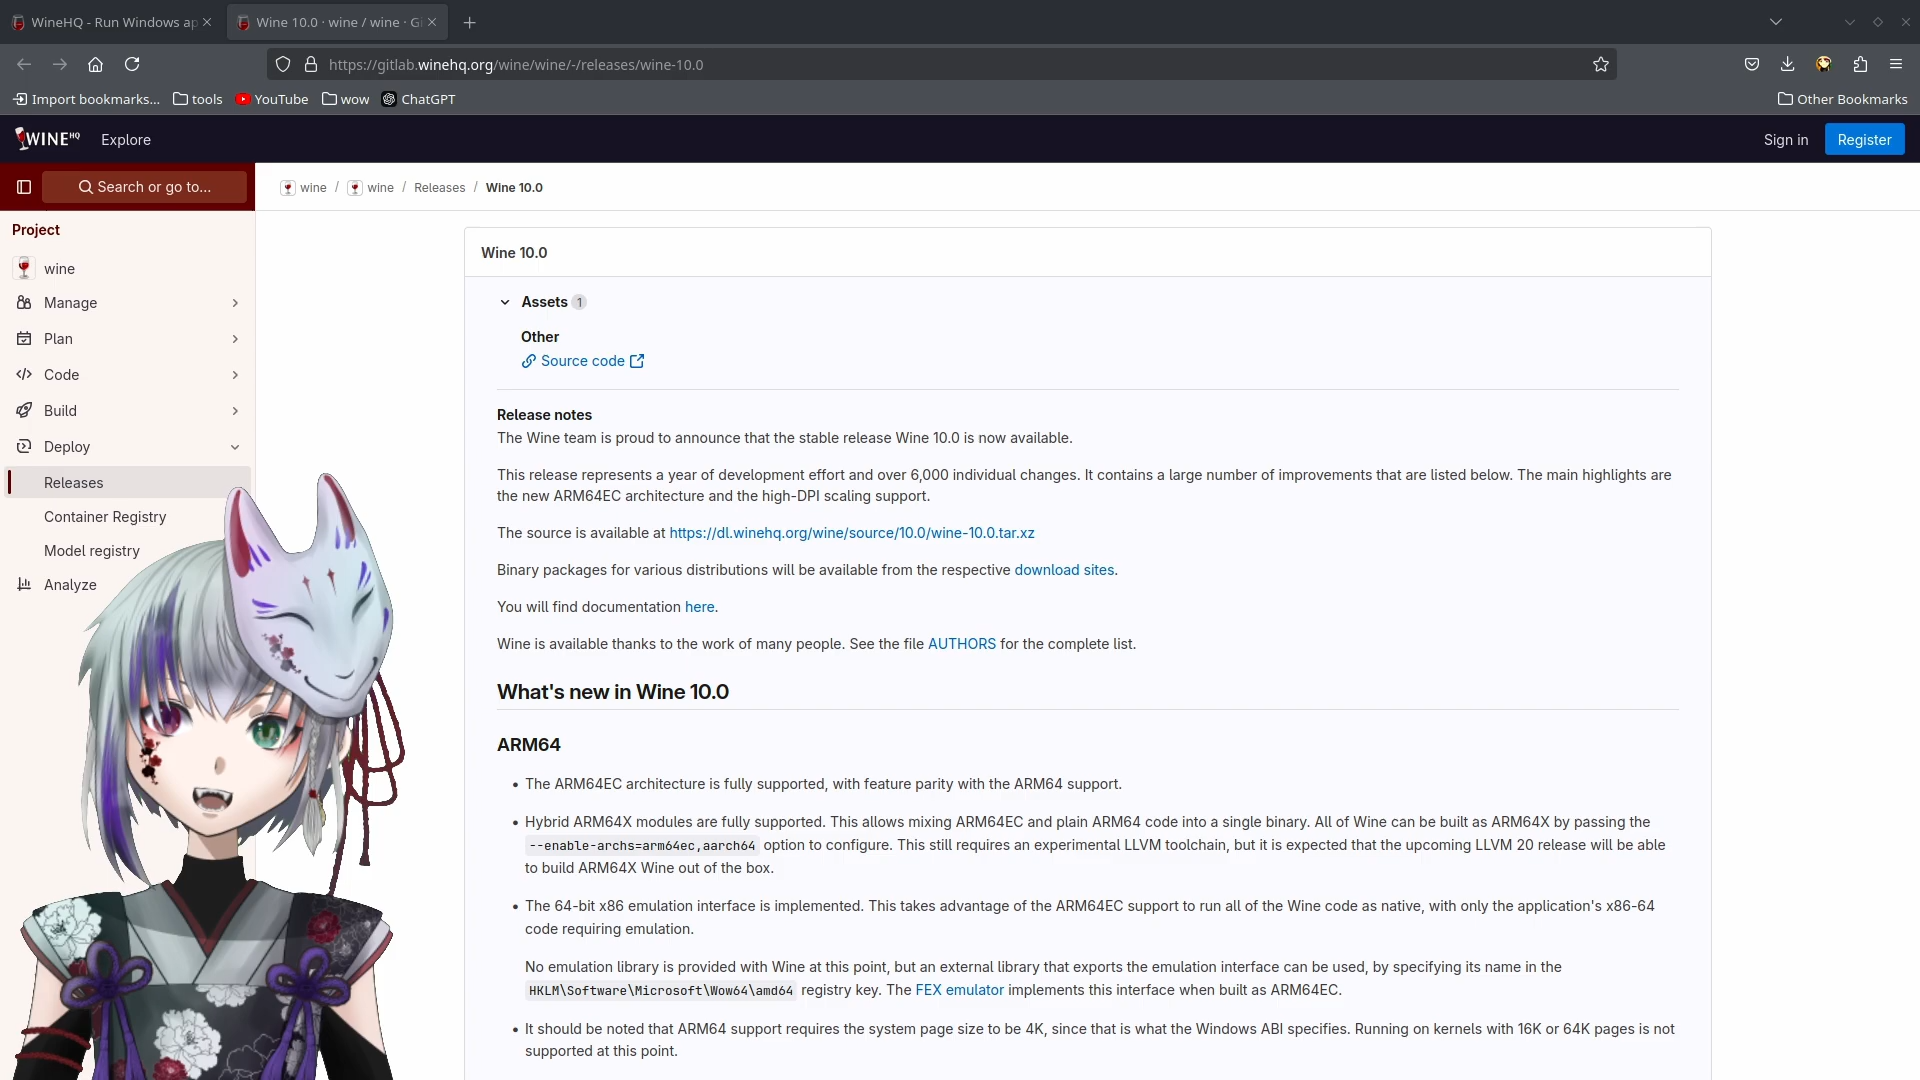 WineHQ - Run Windows ap
Wine 10.0 · wine / wine · Gi
https://gitlab.winehq.org/wine/wine/-/releases/wine-10.0
Import bookmarks...
tools
YouTube
wow
ChatGPT
Other Bookmarks
WINE HQ
Explore
Sign in
Register
Search or go to...
wine / wine / Releases / Wine 10.0
Project
wine
Manage
Plan
Code
Build
Deploy
Releases
Container Registry
Model registry
Analyze
Wine 10.0
Assets 1
Other
Source code
Release notes
The Wine team is proud to announce that the stable release Wine 10.0 is now available.
This release represents a year of development effort and over 6,000 individual changes. It contains a large number of improvements that are listed below. The main highlights are
the new ARM64EC architecture and the high-DPI scaling support.
The source is available at https://dl.winehq.org/wine/source/10.0/wine-10.0.tar.xz
Binary packages for various distributions will be available from the respective download sites.
You will find documentation here.
Wine is available thanks to the work of many people. See the file AUTHORS for the complete list.
What's new in Wine 10.0
ARM64
• The ARM64EC architecture is fully supported, with feature parity with the ARM64 support.
• Hybrid ARM64X modules are fully supported. This allows mixing ARM64EC and plain ARM64 code into a single binary. All of Wine can be built as ARM64X by passing the
--enable-archs=arm64ec,aarch64 option to configure. This still requires an experimental LLVM toolchain, but it is expected that the upcoming LLVM 20 release will be able
to build ARM64X Wine out of the box.
• The 64-bit x86 emulation interface is implemented. This takes advantage of the ARM64EC support to run all of the Wine code as native, with only the application's x86-64
code requiring emulation.
No emulation library is provided with Wine at this point, but an external library that exports the emulation interface can be used, by specifying its name in the
HKLM\Software\Microsoft\Wow64\amd64 registry key. The FEX emulator implements this interface when built as ARM64EC.
• It should be noted that ARM64 support requires the system page size to be 4K, since that is what the Windows ABI specifies. Running on kernels with 16K or 64K pages is not
supported at this point.